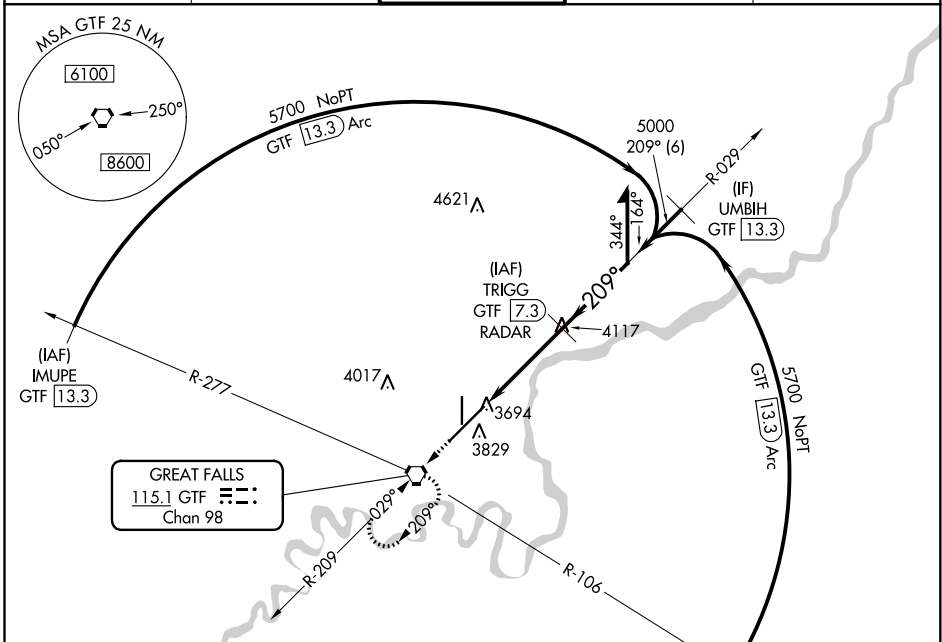 MSA GTF 25 NM
6100
250°
050°
8600
5700 NoPT
GTF 13.3 Arc
5000
209° (6)
R-029
(IF)
UMBIH
GTF 13.3
4621
344°
164°
209°
(IAF)
TRIGG
GTF 7.3
RADAR
4117
(IAF)
IMUPE
GTF 13.3
R-277
4017
3694
3829
5700 NoPT
GTF 13.3 Arc
GREAT FALLS
115.1 GTF
Chan 98
029°
209°
R-209
R-106